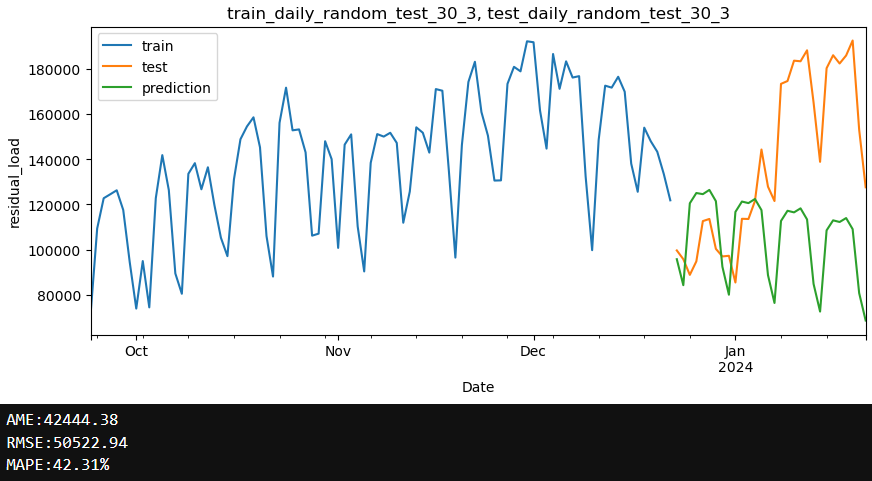 train_daily_random_test_30_3, test_daily_random_test_30_3
train
test
prediction
180000
160000
140000
120000
100000
80000
residual_load
Oct
Nov
Dec
Jan
2024
Date
AME:42444.38
RMSE:50522.94
MAPE:42.31%